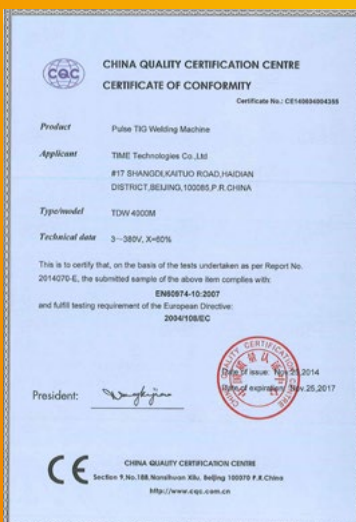 CQC
CHINA QUALITY CERTIFICATION CENTRE
CERTIFICATE OF CONFORMITY
Certificate No.: CE140694004355
Product Pulse TIG Welding Machine
Applicant TIME Technologies Co.,Ltd
#17 SHANGDI,KAITUO ROAD,HAIDIAN
DISTRICT,BEIJING,100085,P.R.CHINA
Type/model TDW 4000M
Technical data 3~380V, X=60%
This is to certify that, on the basis of the tests undertaken as per Report No.
2014070-E, the submitted sample of the above item complies with:
EN60974-10:2007
and fulfill testing requirement of the European Directive:
2004/108/EC
Date of issue: Nov.25,2014
Date of expiration: Nov.25,2017
President:
CE
CHINA QUALITY CERTIFICATION CENTRE
Section 9,No.188,Nansihuan Xilu, Beijing 100070 P.R.China
http://www.cqc.com.cn